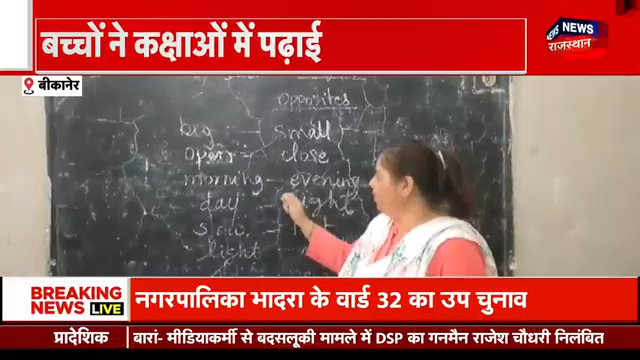 बच्चों ने कक्षाओं में पढ़ाई
NEWS NEWS
राजस्थान
बीकानेर
opposites
big - small
open - close
morning - evening
day night
light
BREAKING
NEWS LIVE
नगरपालिका भादरा के वार्ड 32 का उप चुनाव
प्रादेशिक
बारां- मीडियाकर्मी से बदसलूकी मामले में DSP का गनमैन राजेश चौधरी निलंबित